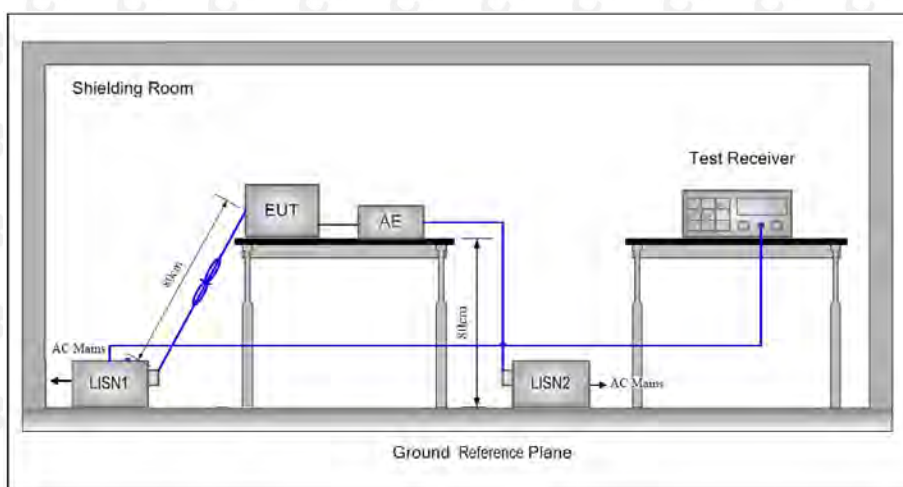 Shielding Room
Test Receiver
EUT
AE
80cm
80cm
AC Mains
LISN1
LISN2
AC Mains
Ground Reference Plane